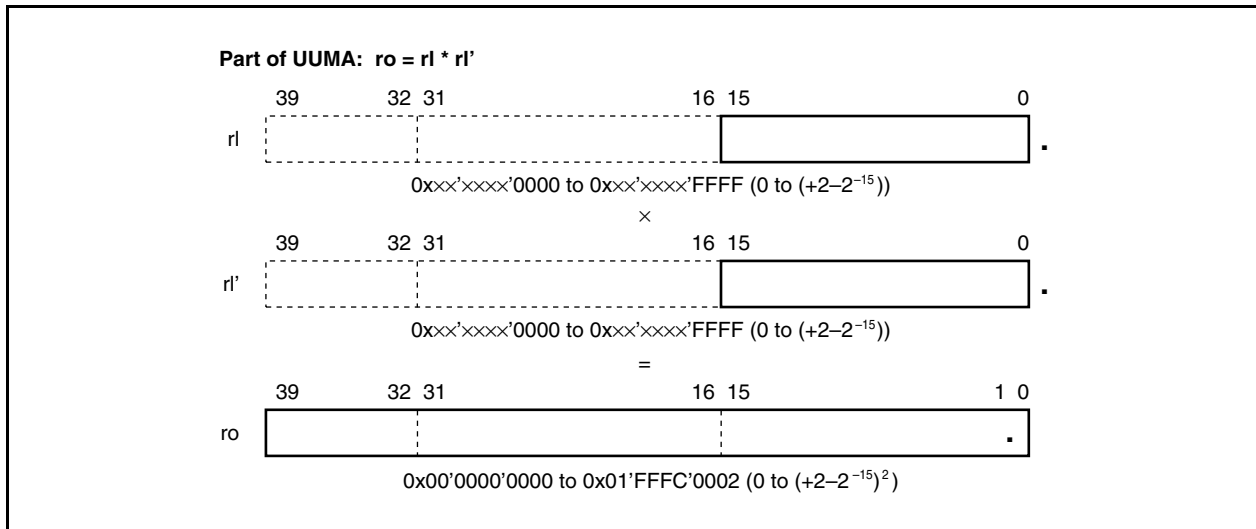 Part of UUMA: ro = rl * rl’
39 32 31 16 15 0
rl .
0x××’××××’0000 to 0x××’××××’FFFF (0 to (+2–2⁻¹⁵))
×
39 32 31 16 15 0
rl’ .
0x××’××××’0000 to 0x××’××××’FFFF (0 to (+2–2⁻¹⁵))
=
39 32 31 16 15 1 0
ro .
0x00’0000’0000 to 0x01’FFFC’0002 (0 to (+2–2⁻¹⁵)²)